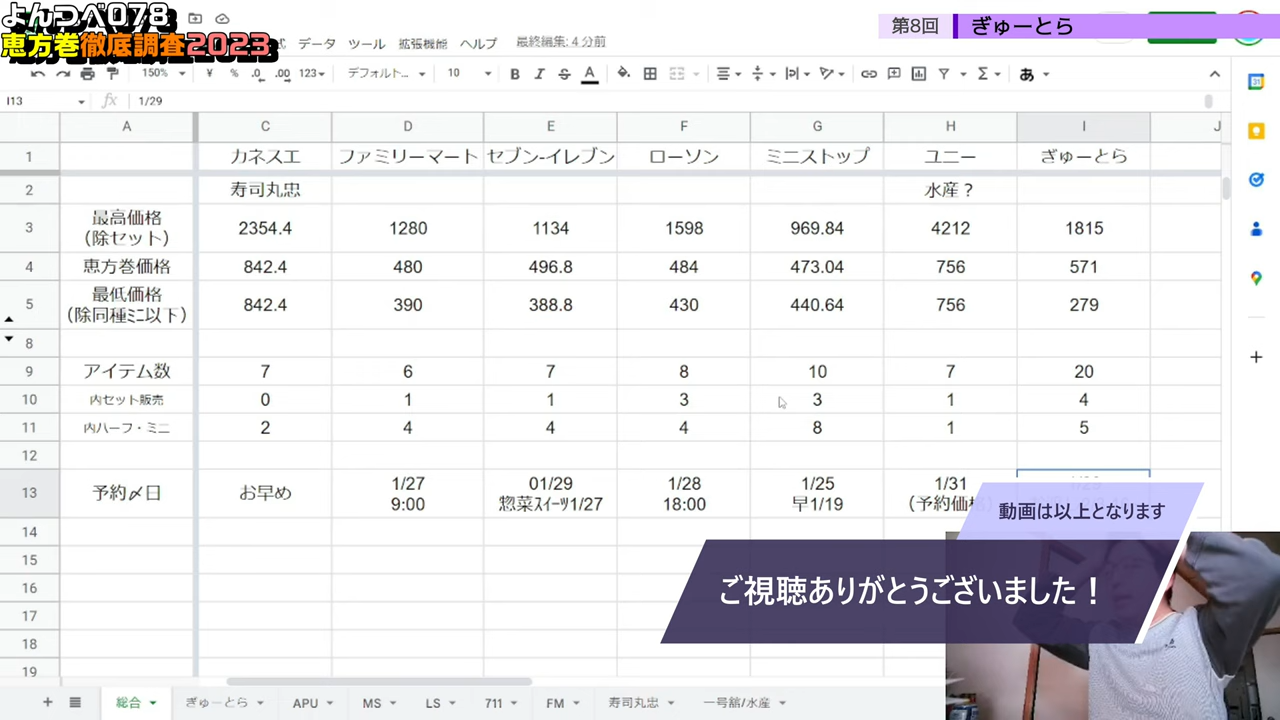 よんつべ078
恵方巻徹底調査2023
第8回 ぎゅーとら
データ ツール 拡張機能 ヘルプ 最終編集: 4 分前
150% ¥ % .0 .00 123 デフォルト... 10 B I S A あ
I13 fx 1/29
A C D E F G H I J
1 カネスエ ファミリーマート セブン-イレブン ローソン ミニストップ ユニー ぎゅーとら
2 寿司丸忠 水産？
3 最高価格 (除セット) 2354.4 1280 1134 1598 969.84 4212 1815
4 恵方巻価格 842.4 480 496.8 484 473.04 756 571
5 最低価格 (除同種ミニ以下) 842.4 390 388.8 430 440.64 756 279
8
9 アイテム数 7 6 7 8 10 7 20
10 内セット販売 0 1 1 3 3 1 4
11 内ハーフ・ミニ 2 4 4 4 8 1 5
12
13 予約〆日 お早め 1/27 9:00 01/29 惣菜スイーツ1/27 1/28 18:00 1/25 早1/19 1/31 (予約価格
14
15
16
17
18
19
動画は以上となります
ご視聴ありがとうございました！
総合 ぎゅーとら APU MS LS 711 FM 寿司丸忠 一号舘/水産